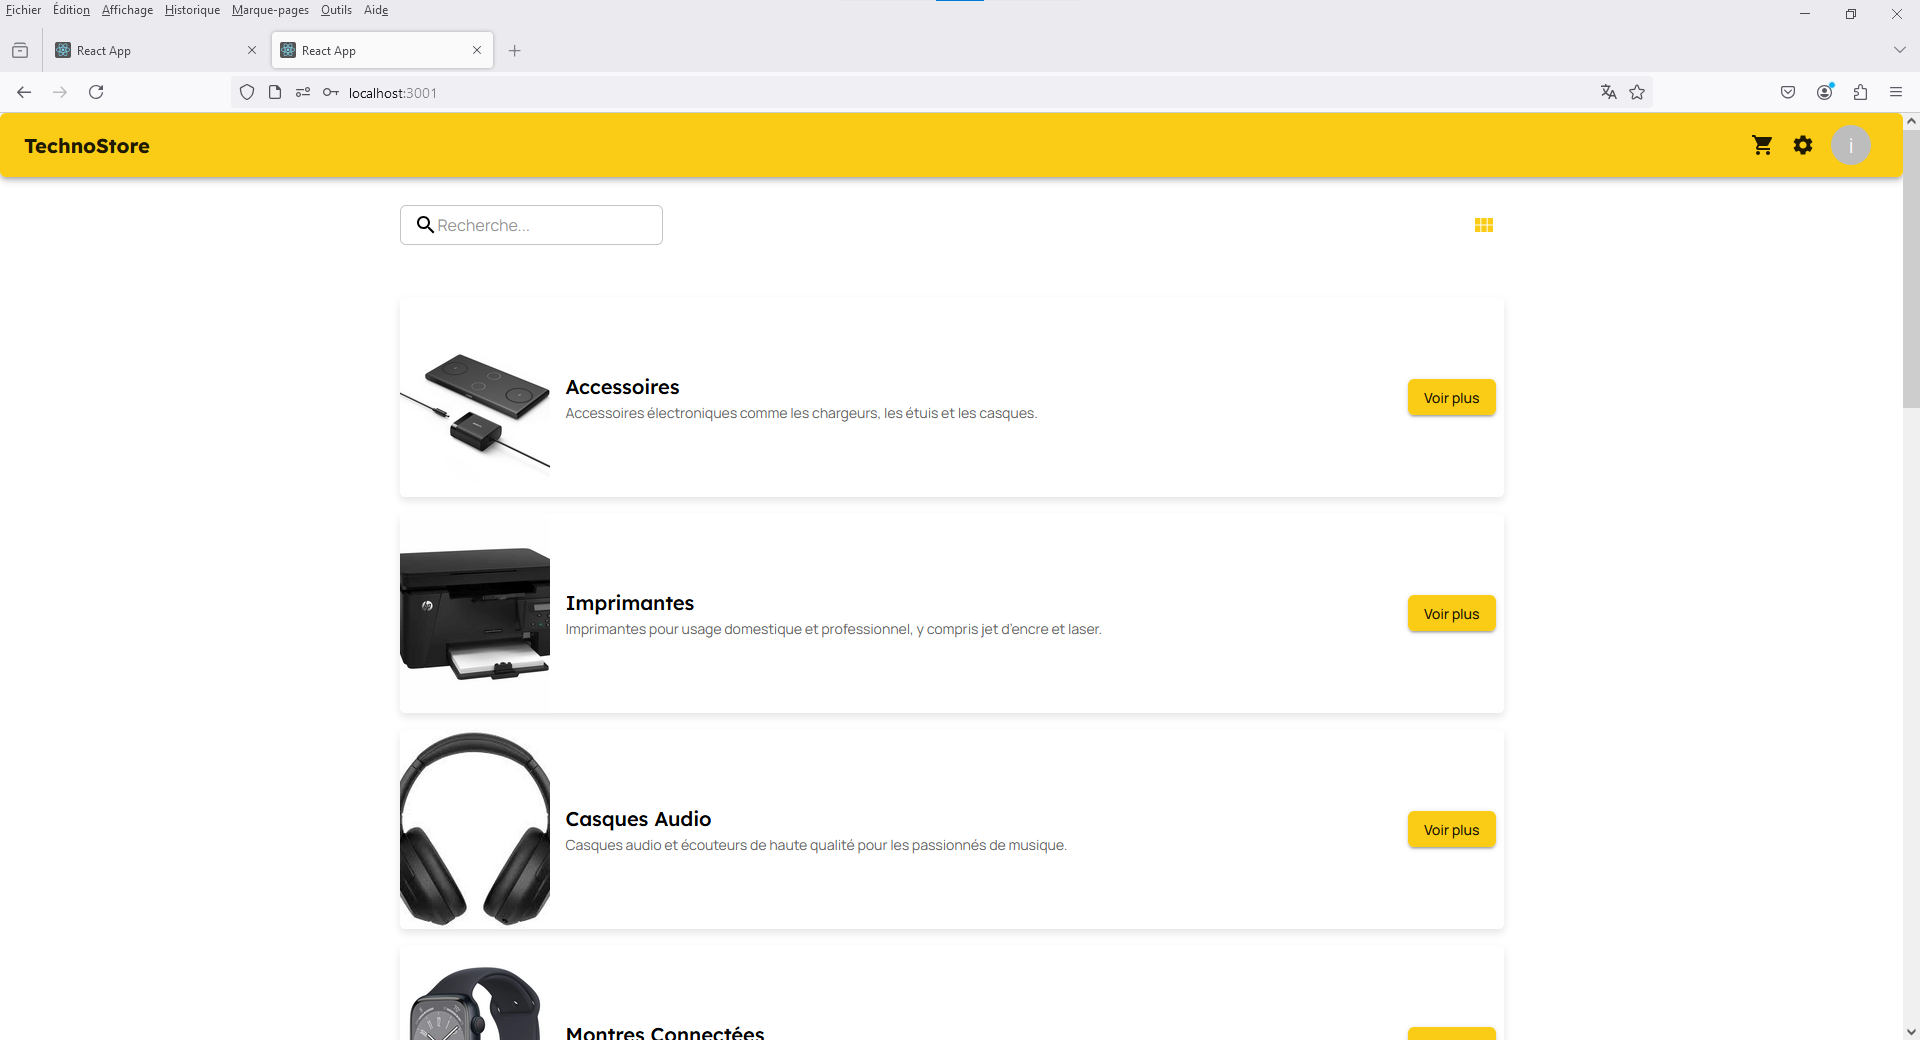 Fichier Édition Affichage Historique Marque-pages Outils Aide
React App
React App
localhost:3001
TechnoStore
i
Recherche...
Accessoires
Accessoires électroniques comme les chargeurs, les étuis et les casques.
Voir plus
Imprimantes
Imprimantes pour usage domestique et professionnel, y compris jet d'encre et laser.
Voir plus
Casques Audio
Casques audio et écouteurs de haute qualité pour les passionnés de musique.
Voir plus
Montres Connectées